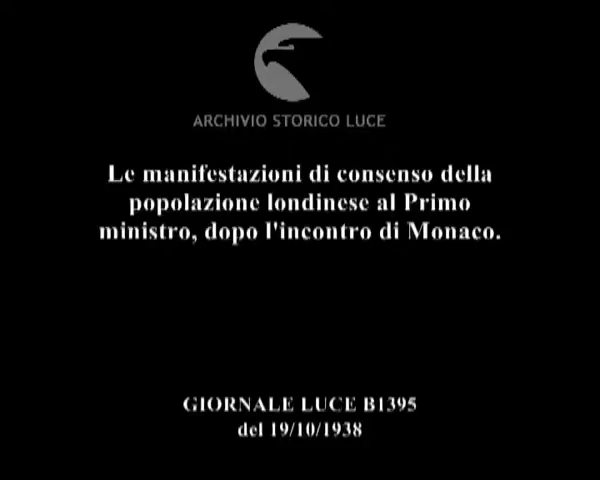 ARCHIVIO STORICO LUCE
Le manifestazioni di consenso della
popolazione londinese al Primo
ministro, dopo l'incontro di Monaco.
GIORNALE LUCE B1395
del 19/10/1938